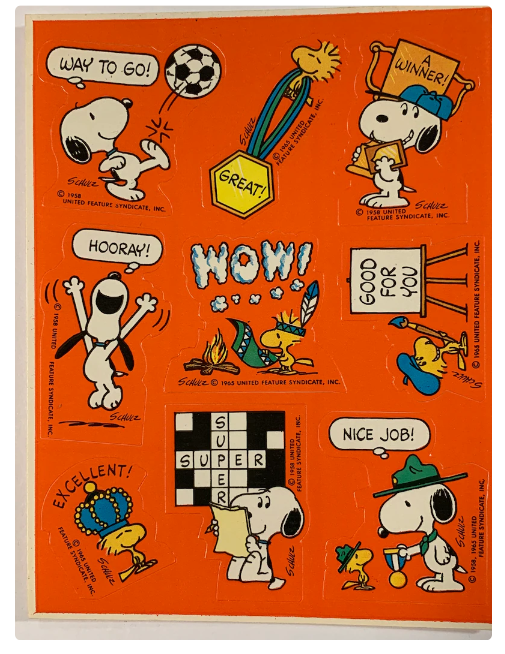 WAY TO GO!
SCHULZ
© 1958
UNITED FEATURE SYNDICATE, INC.
GREAT!
SCHULZ
© 1965 UNITED
FEATURE SYNDICATE, INC.
A
WINNER!
SCHULZ
© 1958 UNITED
FEATURE SYNDICATE, INC.
HOORAY!
© 1958 UNITED FEATURE SYNDICATE, INC.
SCHULZ
WOW!
SCHULZ © 1965 UNITED FEATURE SYNDICATE, INC.
GOOD
FOR
YOU
SCHULZ
© 1965 UNITED FEATURE SYNDICATE, INC.
EXCELLENT!
© 1965 UNITED
FEATURE SYNDICATE, INC.
SCHULZ
SUPER
SUPER
© 1958 UNITED
FEATURE SYNDICATE, INC.
SCHULZ
NICE JOB!
SCHULZ
© 1958, 1965 UNITED
FEATURE SYNDICATE, INC.